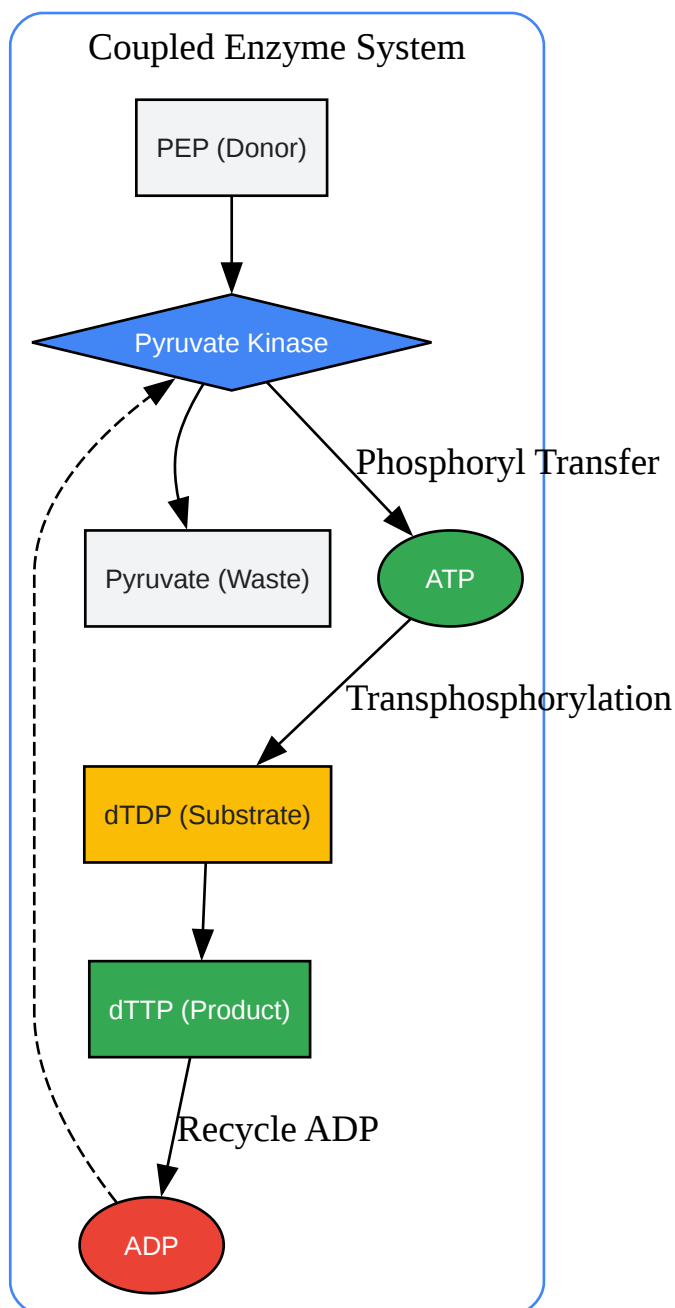 Coupled Enzyme System
PEP (Donor)
Pyruvate Kinase
Phosphoryl Transfer
Pyruvate (Waste)
ATP
Transphosphorylation
dTDP (Substrate)
dTTP (Product)
Recycle ADP
ADP